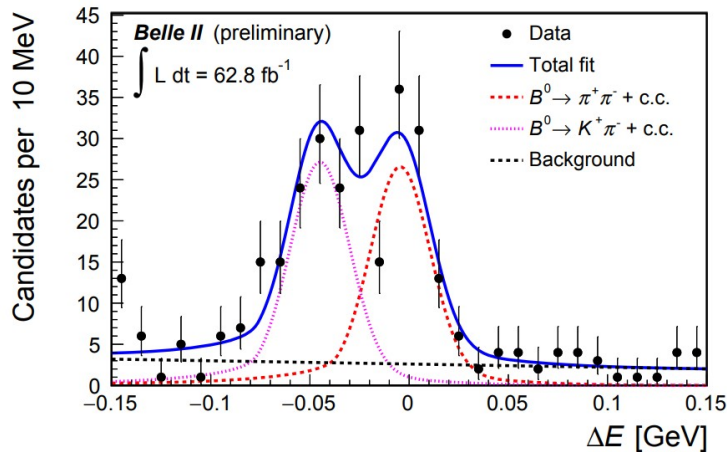 Candidates per 10 MeV
45
40
35
30
25
20
15
10
5
0
Belle II (preliminary)
∫ L dt = 62.8 fb⁻¹
Data
Total fit
B⁰→ π⁺π⁻ + c.c.
B⁰→ K⁺π⁻ + c.c.
Background
−0.15 −0.1 −0.05 0 0.05 0.1 0.15
ΔE [GeV]